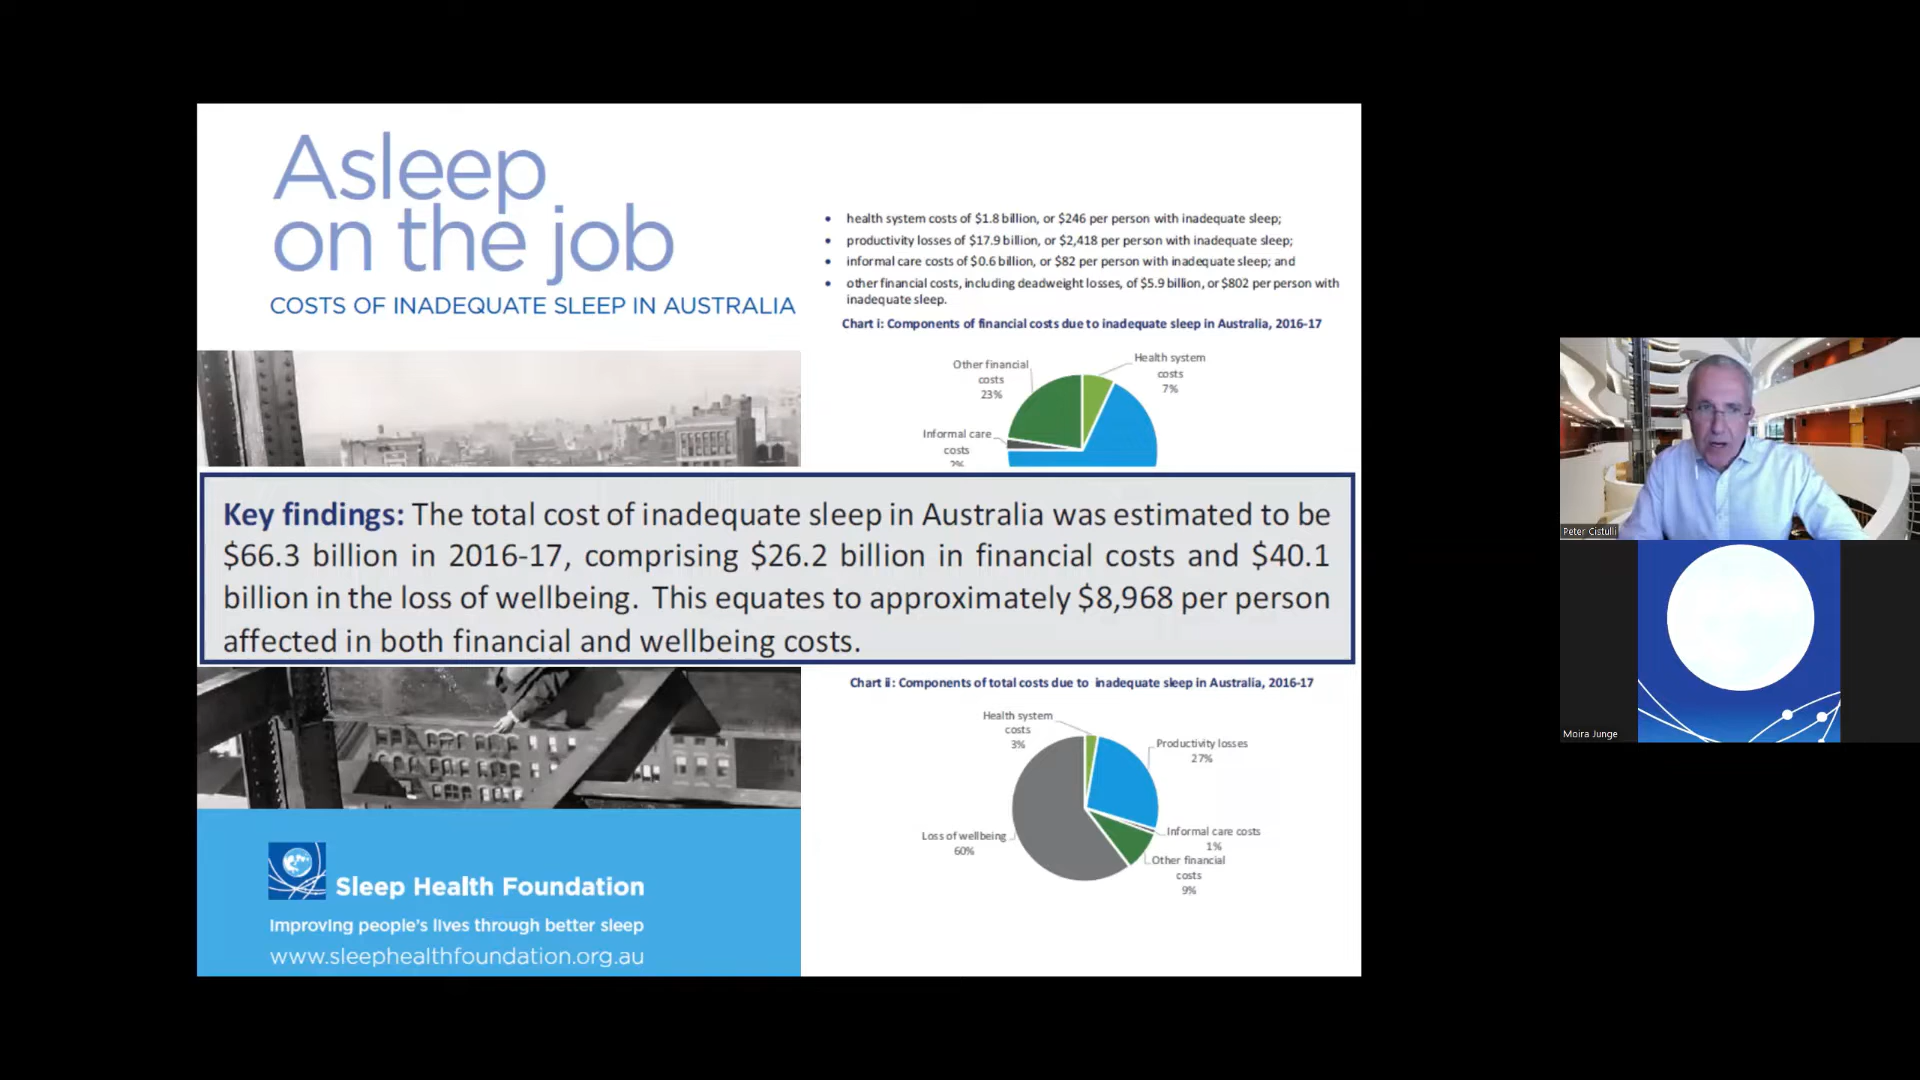 Asleep
on the job
COSTS OF INADEQUATE SLEEP IN AUSTRALIA
• health system costs of $1.8 billion, or $246 per person with inadequate sleep;
• productivity losses of $17.9 billion, or $2,418 per person with inadequate sleep;
• informal care costs of $0.6 billion, or $82 per person with inadequate sleep; and
• other financial costs, including deadweight losses, of $5.9 billion, or $802 per person with
inadequate sleep.
Chart i: Components of financial costs due to inadequate sleep in Australia, 2016-17
Other financial
costs
23%
Health system
costs
7%
Informal care
costs
2%
Key findings: The total cost of inadequate sleep in Australia was estimated to be
$66.3 billion in 2016-17, comprising $26.2 billion in financial costs and $40.1
billion in the loss of wellbeing. This equates to approximately $8,968 per person
affected in both financial and wellbeing costs.
Chart ii: Components of total costs due to inadequate sleep in Australia, 2016-17
Health system
costs
3%
Productivity losses
27%
Loss of wellbeing
60%
Informal care costs
1%
Other financial
costs
9%
Sleep Health Foundation
Improving people's lives through better sleep
www.sleephealthfoundation.org.au
Peter Cistulli
Moira Junge